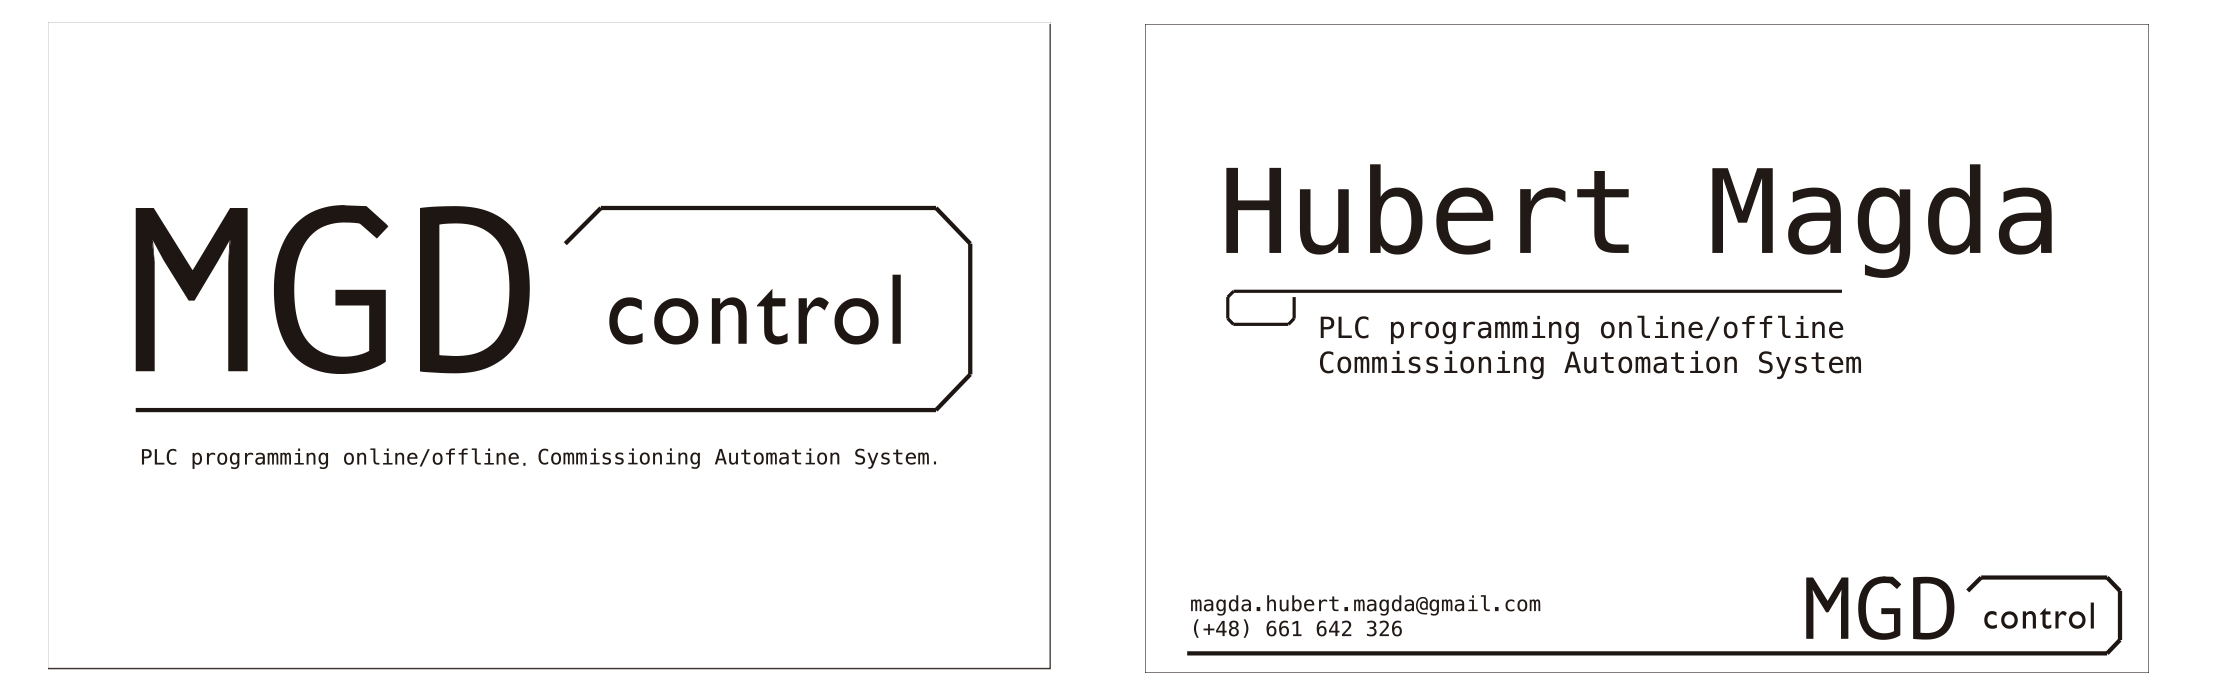 MGD control
PLC programming online/offline. Commissioning Automation System.
Hubert Magda
PLC programming online/offline
Commissioning Automation System
magda.hubert.magda@gmail.com
(+48) 661 642 326
MGD control